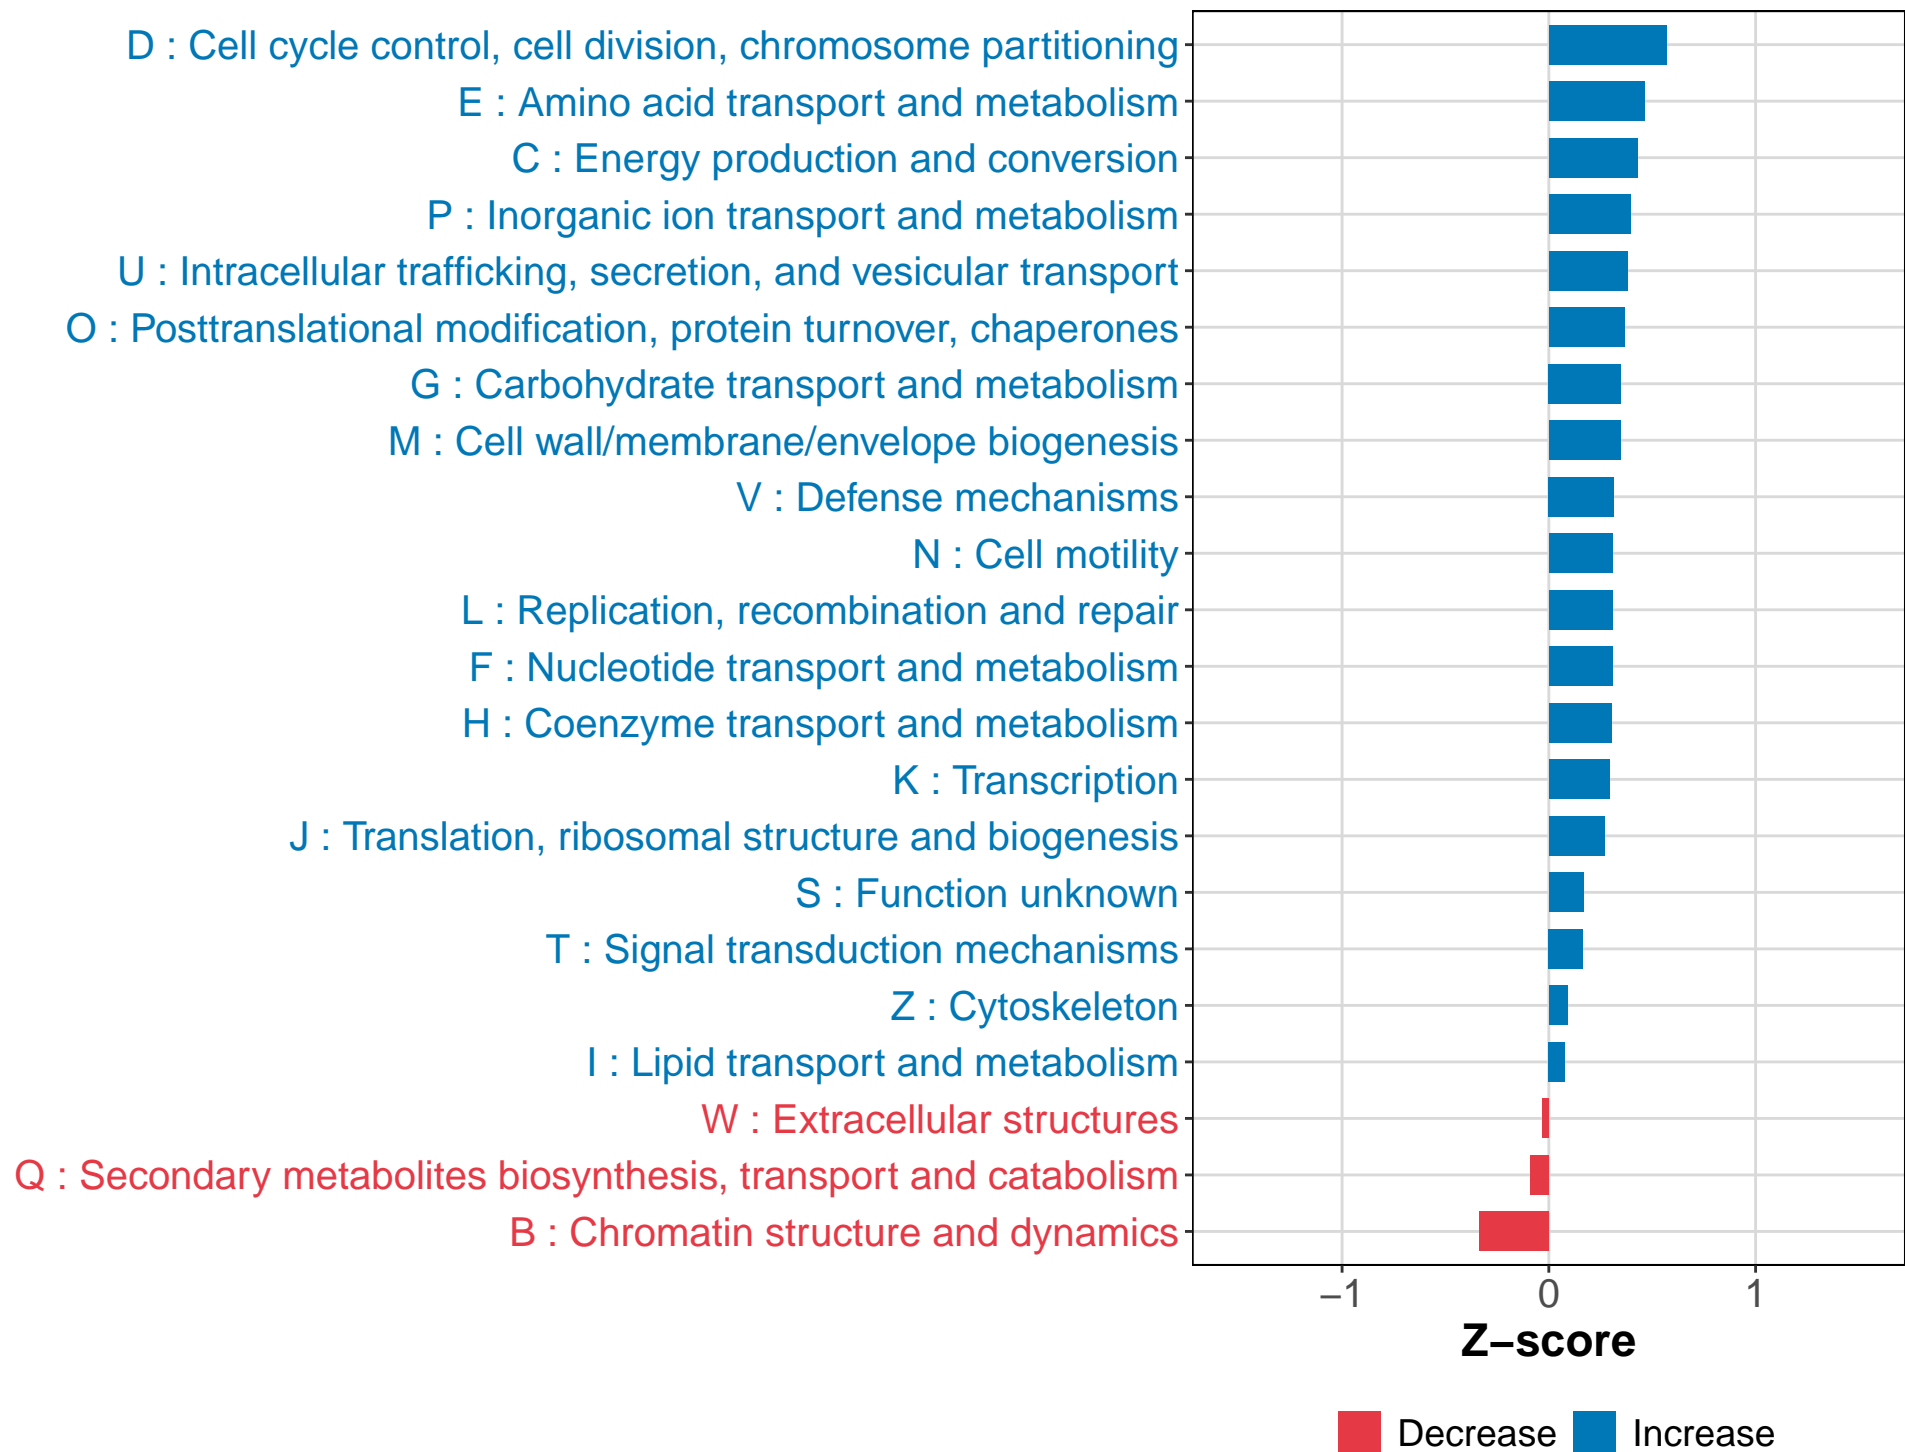 D : Cell cycle control, cell division, chromosome partitioning
E : Amino acid transport and metabolism
C : Energy production and conversion
P : Inorganic ion transport and metabolism
U : Intracellular trafficking, secretion, and vesicular transport
O : Posttranslational modification, protein turnover, chaperones
G : Carbohydrate transport and metabolism
M : Cell wall/membrane/envelope biogenesis
V : Defense mechanisms
N : Cell motility
L : Replication, recombination and repair
F : Nucleotide transport and metabolism
H : Coenzyme transport and metabolism
K : Transcription
J : Translation, ribosomal structure and biogenesis
S : Function unknown
T : Signal transduction mechanisms
Z : Cytoskeleton
I : Lipid transport and metabolism
W : Extracellular structures
Q : Secondary metabolites biosynthesis, transport and catabolism
B : Chromatin structure and dynamics
−1 0 1
Z−score
Decrease Increase